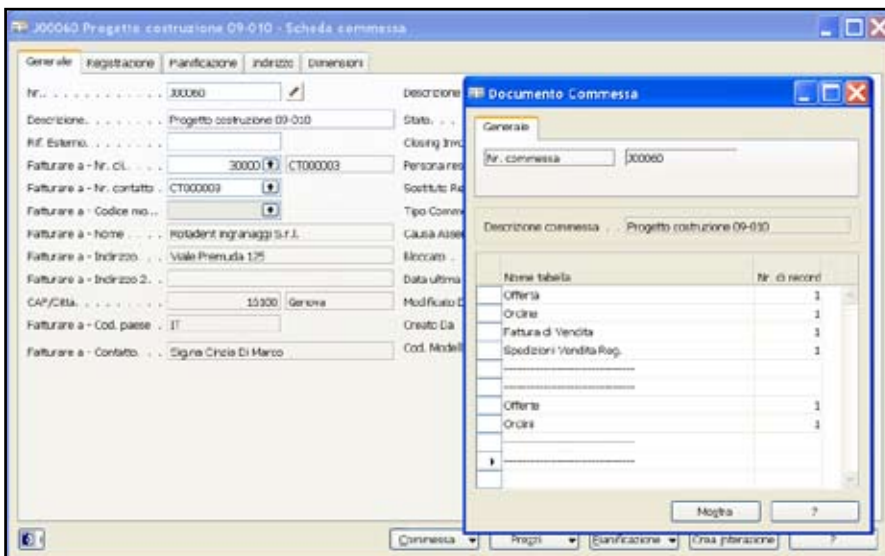 J00060 Progetto costruzione 09-010 - Scheda commessa
Generale Registrazione Pianificazione Indirizzo Dimensioni
Nr. . . . . . . . . . . . . J00060
Descrizione. . . . . . . Progetto costruzione 09-010
Rif. Esterno. . . . . . . .
Fatturare a - Nr. cli. . . . . 30000 CT000003
Fatturare a - Nr. contatto . CT000003
Fatturare a - Codice no...
Fatturare a - Nome . . . . Rotadent Ingranaggi S.r.l.
Fatturare a - Indirizzo. . . Viale Premuda 125
Fatturare a - Indirizzo 2. .
CAP/Città. . . . . . . . . 16100 Genova
Fatturare a - Cod. paese . IT
Fatturare a - Contatto. . . Sig.na Cinzia Di Marco
Descrizione
Stato. . .
Closing Invo
Persona res
Sostituto Re
Tipo Comme
Causa Asse
Bloccato .
Data ultima
Modificato D
Creato Da
Cod. Modell
Documento Commessa
Generale
Nr. commessa J00060
Descrizione commessa . . Progetto costruzione 09-010
Nome tabella Nr. di record
Offerta 1
Ordine 1
Fattura di Vendita 1
Spedizioni Vendita Reg. 1
------------------------------
------------------------------
Offerte 1
Ordini 1
------------------------------
------------------------------
Mostra ?
Commessa Prezzi Pianificazione Crea Interazione ?